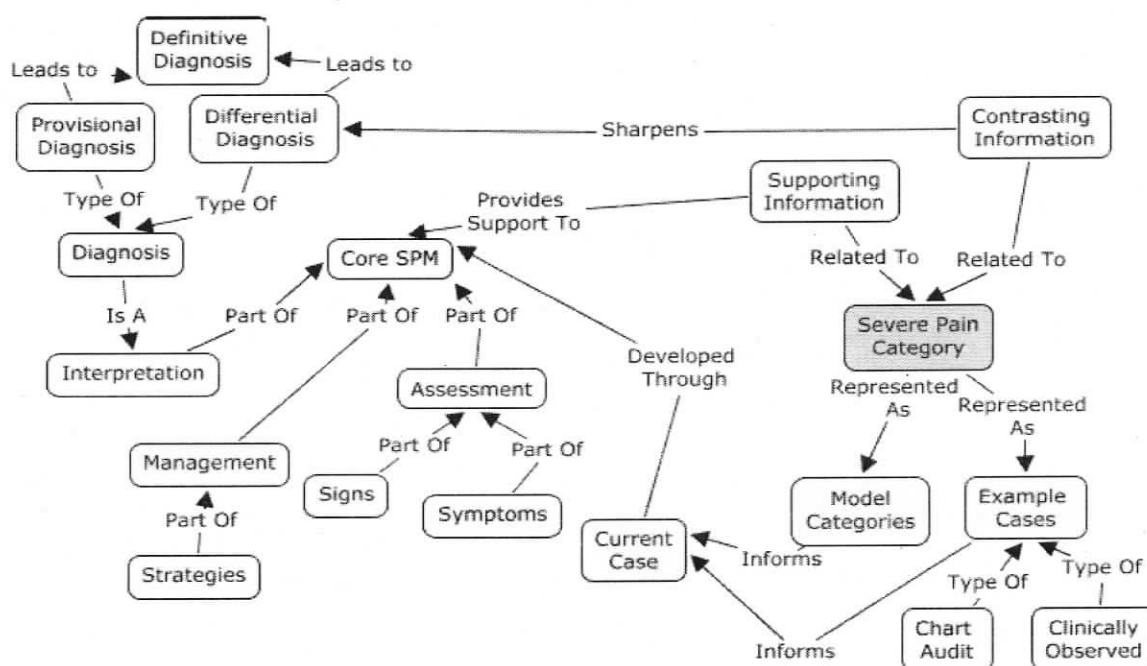 Definitive
Diagnosis
Leads to
Leads to
Provisional
Diagnosis
Differential
Diagnosis
Sharpens
Contrasting
Information
Supporting
Information
Type Of
Type Of
Provides
Support To
Diagnosis
Core SPM
Related To
Related To
Is A
Part Of
Part Of
Part Of
Severe Pain
Category
Interpretation
Assessment
Developed
Through
Represented
As
Represented
As
Part Of
Part Of
Management
Signs
Symptoms
Model
Categories
Example
Cases
Part Of
Strategies
Current
Case
Informs
Type Of
Type Of
Informs
Chart
Audit
Clinically
Observed